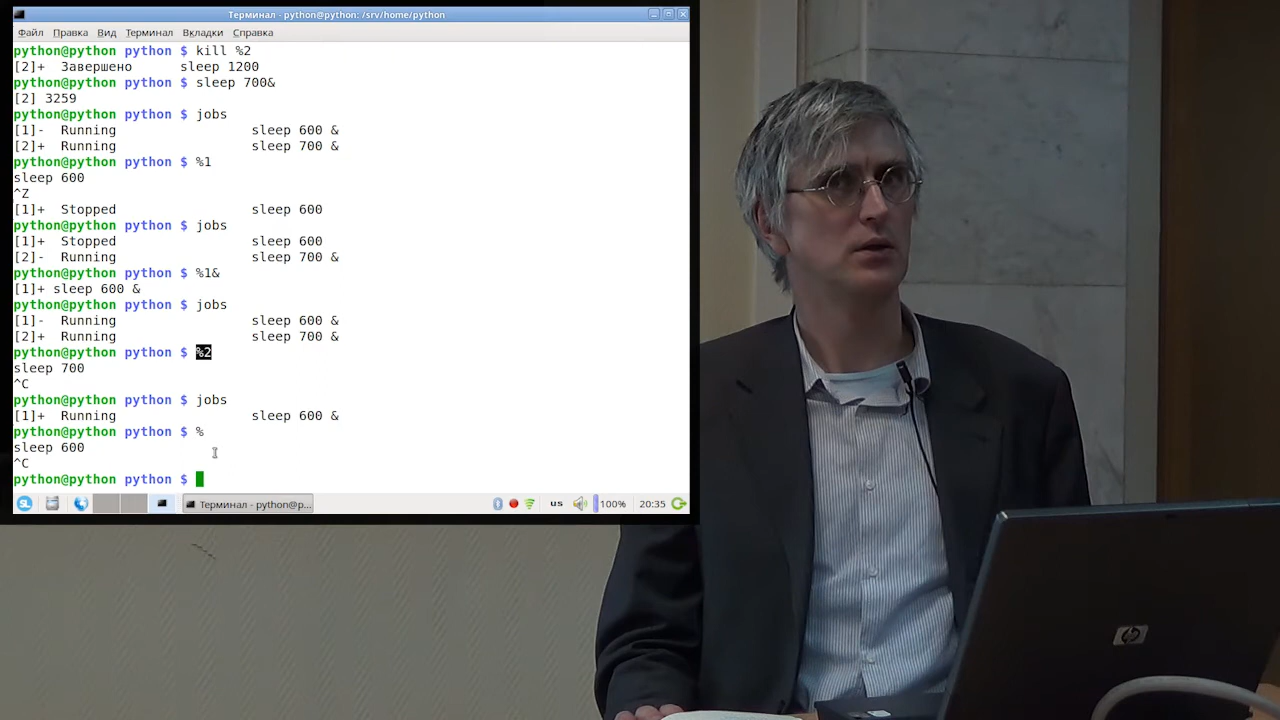 Терминал - python@python: /srv/home/python
Файл Правка Вид Терминал Вкладки Справка
python@python python $ kill %2
[2]+  Завершено      sleep 1200
python@python python $ sleep 700&
[2] 3259
python@python python $ jobs
[1]-  Running                 sleep 600 &
[2]+  Running                 sleep 700 &
python@python python $ %1
sleep 600
^Z
[1]+  Stopped                 sleep 600
python@python python $ jobs
[1]+  Stopped                 sleep 600
[2]-  Running                 sleep 700 &
python@python python $ %1&
[1]+ sleep 600 &
python@python python $ jobs
[1]-  Running                 sleep 600 &
[2]+  Running                 sleep 700 &
python@python python $ %2
sleep 700
^C
python@python python $ jobs
[1]+  Running                 sleep 600 &
python@python python $ %
sleep 600
^C
python@python python $
Терминал - python@p... us 100% 20:35
hp